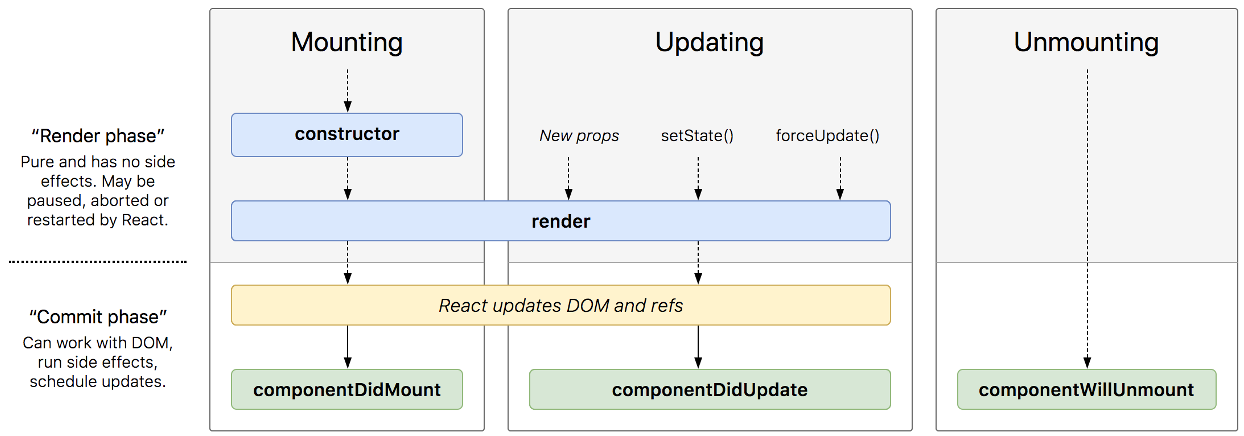 Mounting
Updating
Unmounting
“Render phase”
Pure and has no side
effects. May be
paused, aborted or
restarted by React.
constructor
New props
setState()
forceUpdate()
render
“Commit phase”
Can work with DOM,
run side effects,
schedule updates.
React updates DOM and refs
componentDidMount
componentDidUpdate
componentWillUnmount